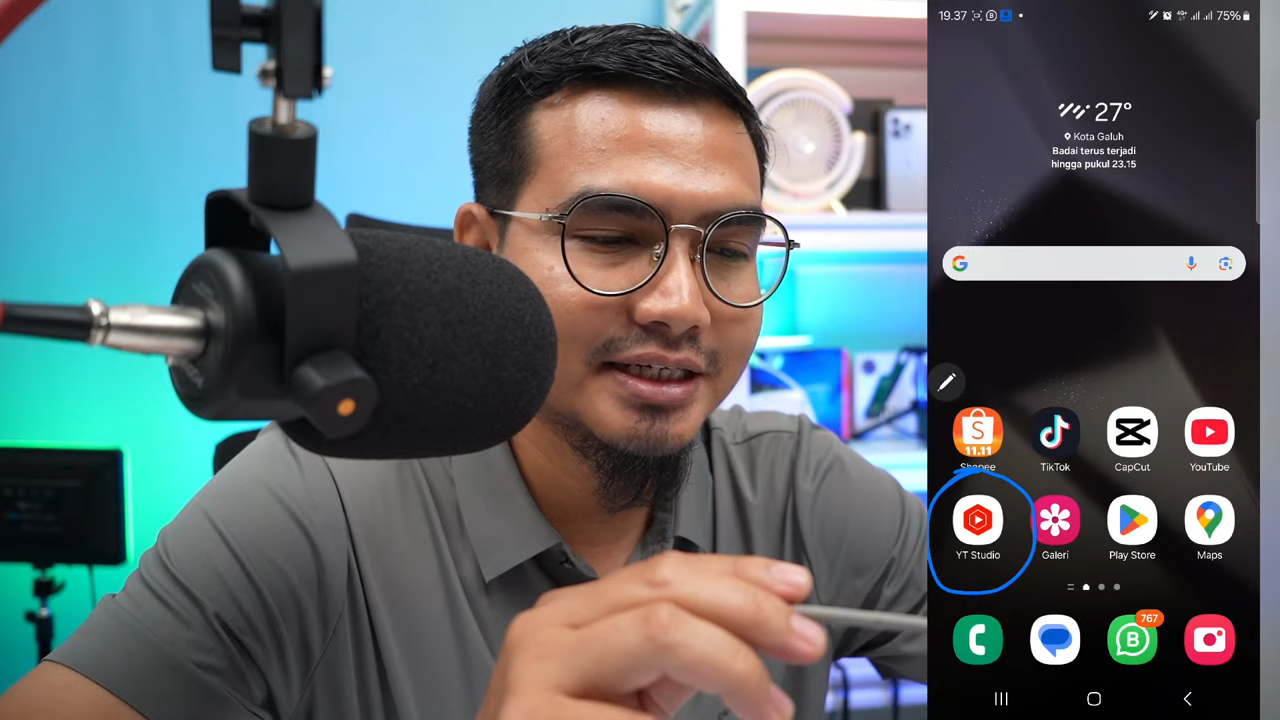 19.37
4G+
75%
27°
Kota Galuh
Badai terus terjadi
hingga pukul 23.15
11.11
Shopee
TikTok
CapCut
YouTube
YT Studio
Galeri
Play Store
Maps
767